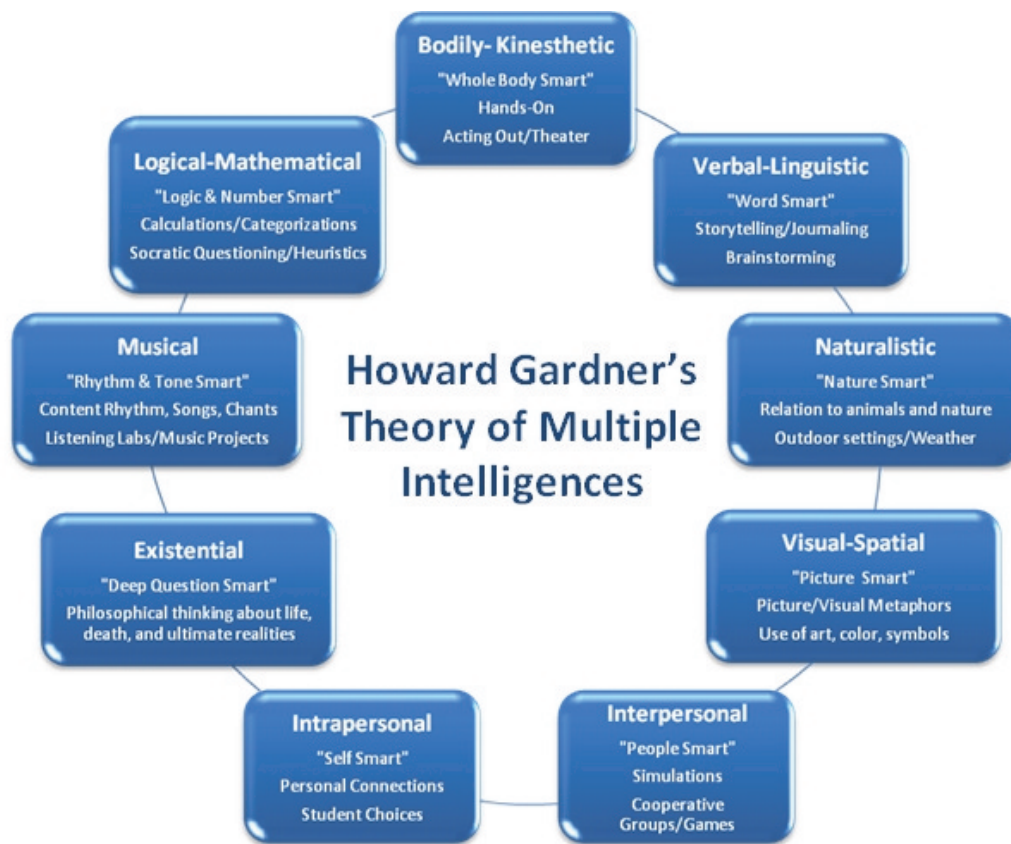 Bodily- Kinesthetic
"Whole Body Smart"
Hands-On
Acting Out/Theater
Verbal-Linguistic
"Word Smart"
Storytelling/Journaling
Brainstorming
Naturalistic
"Nature Smart"
Relation to animals and nature
Outdoor settings/Weather
Visual-Spatial
"Picture Smart"
Picture/Visual Metaphors
Use of art, color, symbols
Interpersonal
"People Smart"
Simulations
Cooperative
Groups/Games
Intrapersonal
"Self Smart"
Personal Connections
Student Choices
Existential
"Deep Question Smart"
Philosophical thinking about life,
death, and ultimate realities
Musical
"Rhythm & Tone Smart"
Content Rhythm, Songs, Chants
Listening Labs/Music Projects
Logical-Mathematical
"Logic & Number Smart"
Calculations/Categorizations
Socratic Questioning/Heuristics
Howard Gardner's
Theory of Multiple
Intelligences